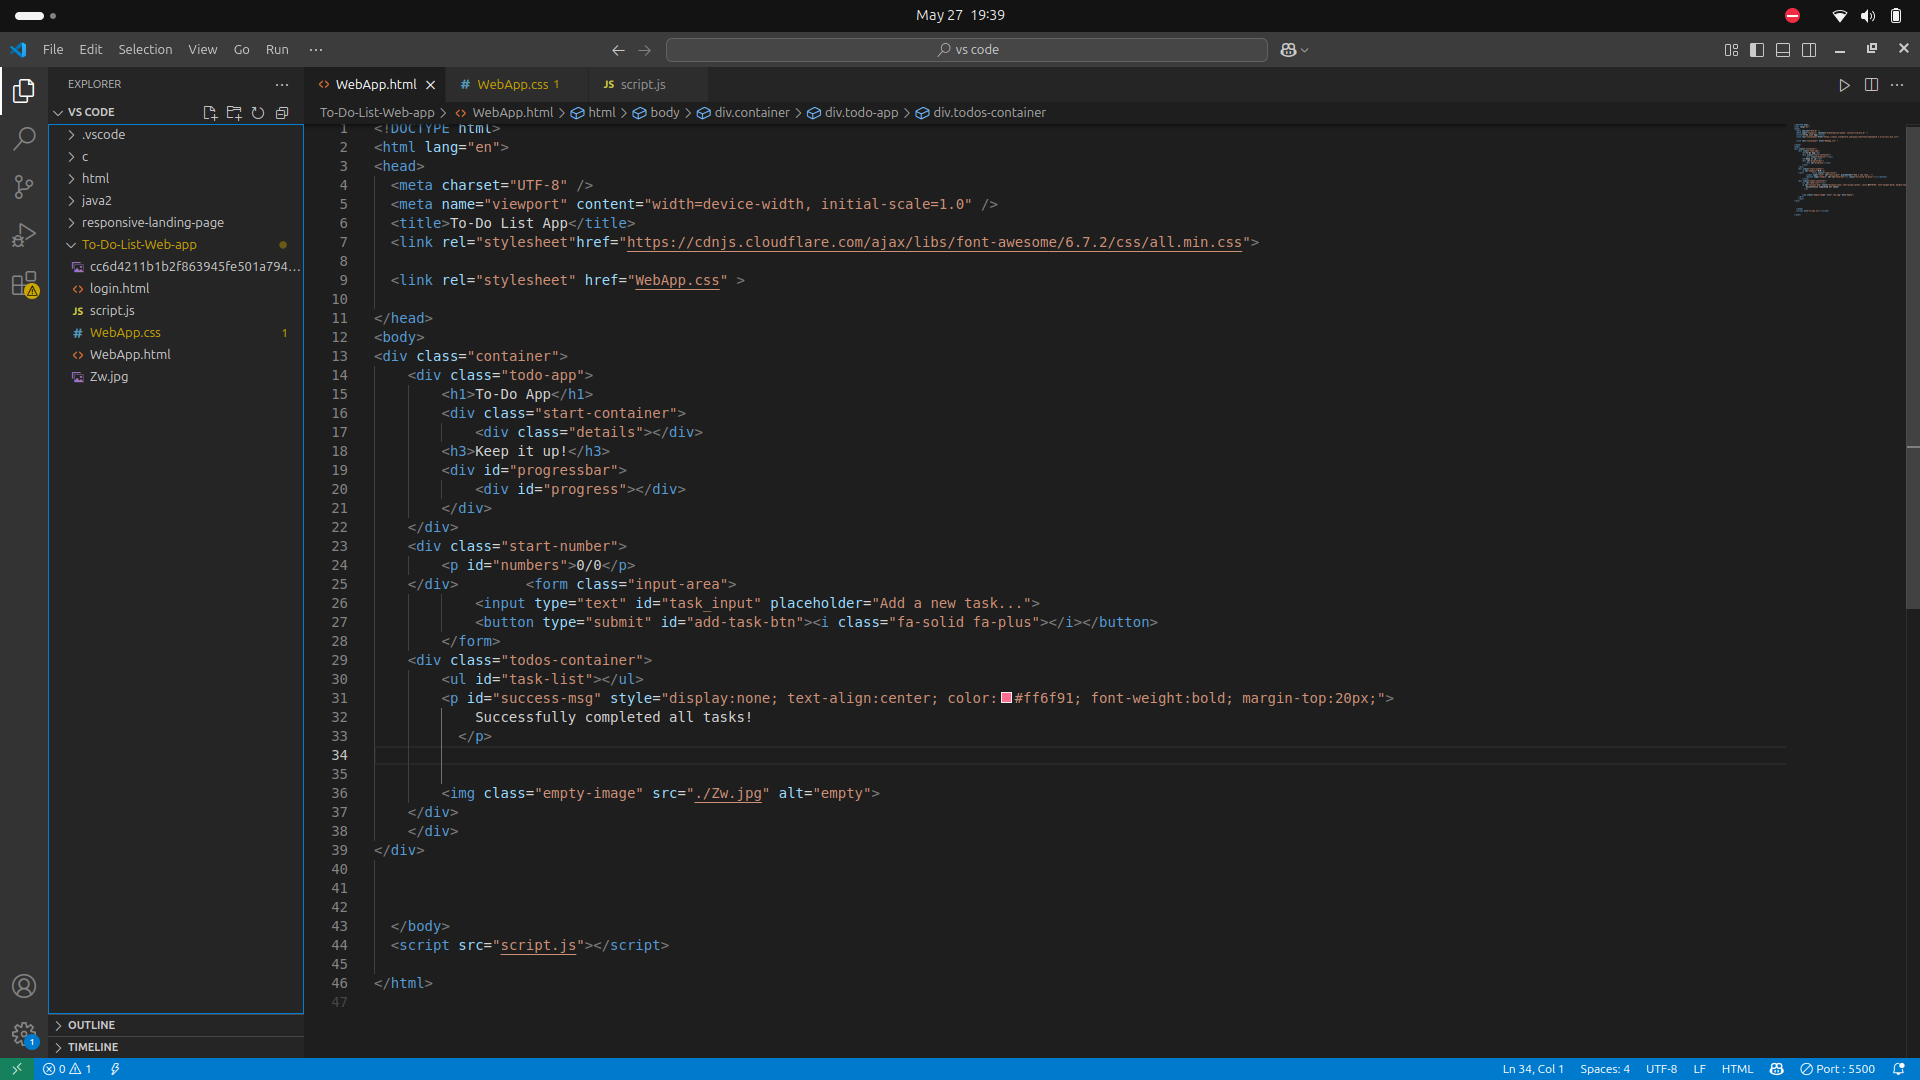 May 27 19:39
File Edit Selection View Go Run ···
vs code
EXPLORER ···
VS CODE
.vscode
c
html
java2
responsive-landing-page
To-Do-List-Web-app
cc6d4211b1b2f863945fe501a794...
login.html
JS script.js
# WebApp.css 1
WebApp.html
Zw.jpg
OUTLINE
TIMELINE
WebApp.html
# WebApp.css 1
JS script.js
To-Do-List-Web-app > WebApp.html > html > body > div.container > div.todo-app > div.todos-container
1 <!DOCTYPE html>
2 <html lang="en">
3 <head>
4 <meta charset="UTF-8" />
5 <meta name="viewport" content="width=device-width, initial-scale=1.0" />
6 <title>To-Do List App</title>
7 <link rel="stylesheet"href="https://cdnjs.cloudflare.com/ajax/libs/font-awesome/6.7.2/css/all.min.css">
8
9 <link rel="stylesheet" href="WebApp.css" >
10
11 </head>
12 <body>
13 <div class="container">
14 <div class="todo-app">
15 <h1>To-Do App</h1>
16 <div class="start-container">
17 <div class="details"></div>
18 <h3>Keep it up!</h3>
19 <div id="progressbar">
20 <div id="progress"></div>
21 </div>
22 </div>
23 <div class="start-number">
24 <p id="numbers">0/0</p>
25 </div> <form class="input-area">
26 <input type="text" id="task_input" placeholder="Add a new task...">
27 <button type="submit" id="add-task-btn"><i class="fa-solid fa-plus"></i></button>
28 </form>
29 <div class="todos-container">
30 <ul id="task-list"></ul>
31 <p id="success-msg" style="display:none; text-align:center; color:#ff6f91; font-weight:bold; margin-top:20px;">
32 Successfully completed all tasks!
33 </p>
34
35
36 <img class="empty-image" src="./Zw.jpg" alt="empty">
37 </div>
38 </div>
39 </div>
40
41
42
43 </body>
44 <script src="script.js"></script>
45
46 </html>
47
1
0 1
Ln 34, Col 1 Spaces: 4 UTF-8 LF HTML Port : 5500